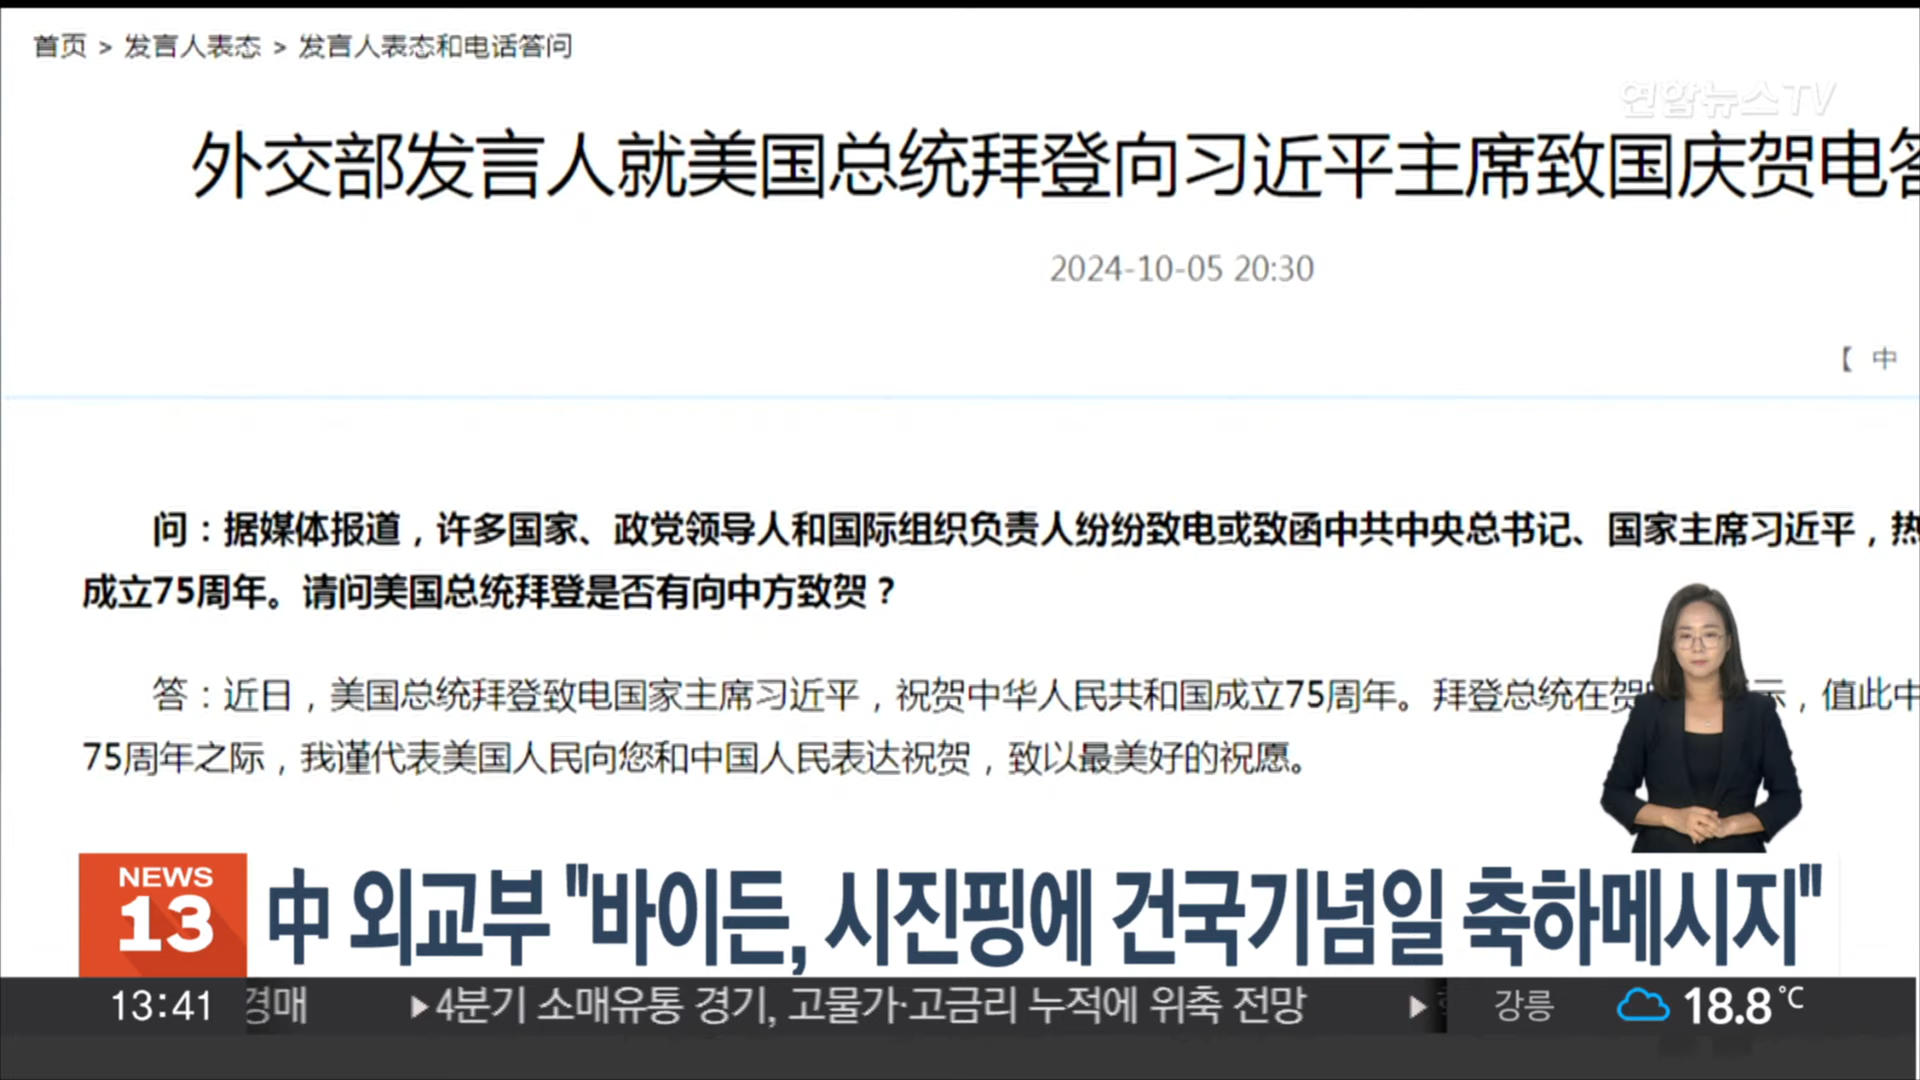 首页 > 发言人表态 > 发言人表态和电话答问
연합뉴스TV
外交部发言人就美国总统拜登向习近平主席致国庆贺电答
2024-10-05 20:30
【 中
问：据媒体报道，许多国家、政党领导人和国际组织负责人纷纷致电或致函中共中央总书记、国家主席习近平，热
成立75周年。请问美国总统拜登是否有向中方致贺？
答：近日，美国总统拜登致电国家主席习近平，祝贺中华人民共和国成立75周年。拜登总统在贺 示，值此中
75周年之际，我谨代表美国人民向您和中国人民表达祝贺，致以最美好的祝愿。
NEWS
13
中 외교부 "바이든, 시진핑에 건국기념일 축하메시지"
13:41 경매 ▶4분기 소매유통 경기, 고물가·고금리 누적에 위축 전망 ▶ 강릉 18.8℃